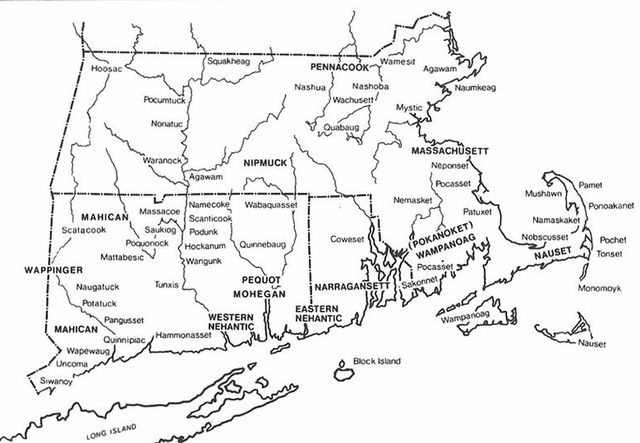 Wamesit
Squakheag
PENNACOOK
Hoosac
Agawam
Nashua
Nashoba
Naumkeag
Pocumtuck
Wachusett
Mystic
Nonatuc
Quabaug
MASSACHUSETT
Waranock
NIPMUCK
Neponset
Agawam
Pocasset
Pamet
Mushawn
Nemasket
Ponoakanet
Namecoke
Wabaquasset
MAHICAN
Massacoe
Patuxet
Scanticook
Namaskaket
Scatacook
Saukiog
Podunk
(POKANOKET)
WAMPANOAG
Nobscusset
Poquonock
Hockanum
Quinnebaug
Coweset
Pochet
Mattabesic
Wangunk
NAUSET
Tonset
WAPPINGER
Pocasset
PEQUOT
MOHEGAN
Naugatuck
Tunxis
NARRAGANSETT
Sakonnet
Monomoyk
Potatuck
Pangusset
WESTERN
NEHANTIC
EASTERN
NEHANTIC
Wampanoag
MAHICAN
Quinnipiac
Hammonasset
Nauset
Wapewaug
Uncoma
Block Island
Siwanoy
LONG ISLAND